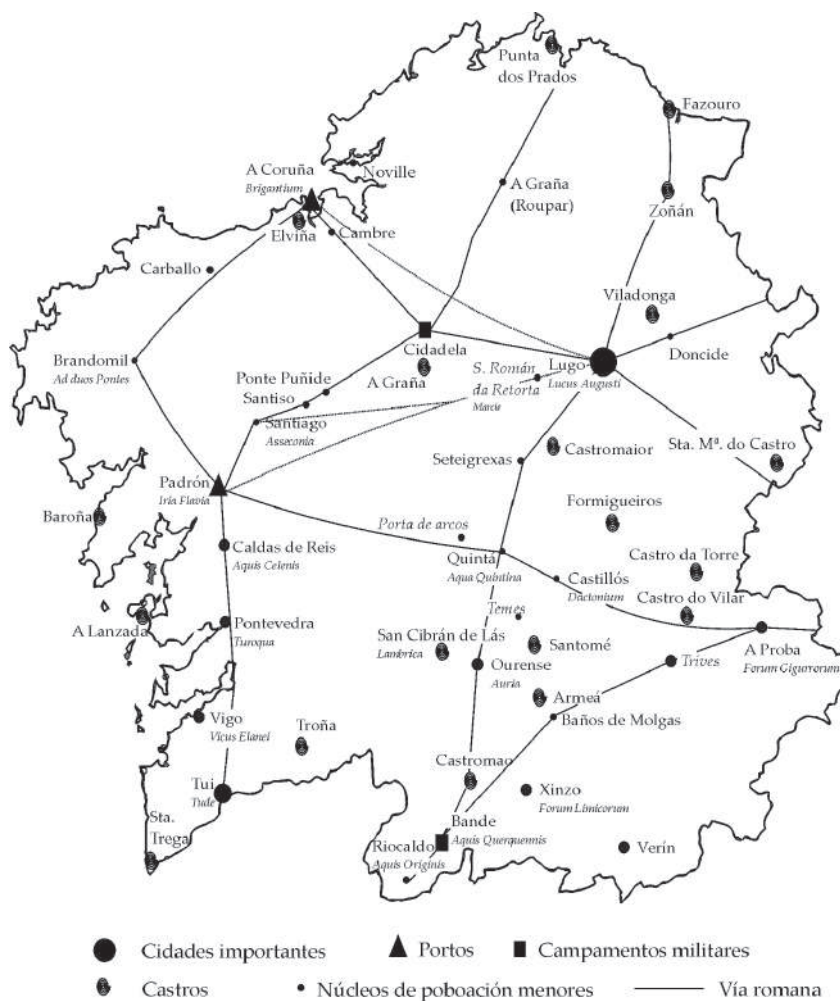 Punta
dos Prados
Fazouro
Noville
A Coruña
Brigantium
A Graña
(Roupar)
Zoñán
Elviña
Cambre
Carballo
Viladonga
Brandomil
Ad duos Pontes
Cidadela
A Graña
Doncide
S. Román
da Retorta
Marcie
Lugo
Lucus Augusti
Ponte Puñide
Santiso
Santiago
Asseconia
Seteigrexas
Castromaior
Sta. Mª. do Castro
Padrón
Iria Flavia
Baroña
Porta de arcos
Formigueiros
Caldas de Reis
Aquis Celenis
Quintá
Aqua Quintina
Castillós
Dactonium
Castro da Torre
Castro do Vilar
A Lanzada
Pontevedra
Turoqua
Temes
San Cibrán de Lás
Lambrica
Santomé
Ourense
Auria
Trives
A Proba
Forum Gigurrorum
Armeá
Baños de Molgas
Vigo
Vicus Elanei
Troña
Castromao
Tui
Tude
Xinzo
Forum Limicorum
Sta.
Trega
Bande
Aquis Querquennis
Riocaldo
Aquis Originis
Verín
Cidades importantes
Portos
Campamentos militares
Castros
Núcleos de poboación menores
Vía romana